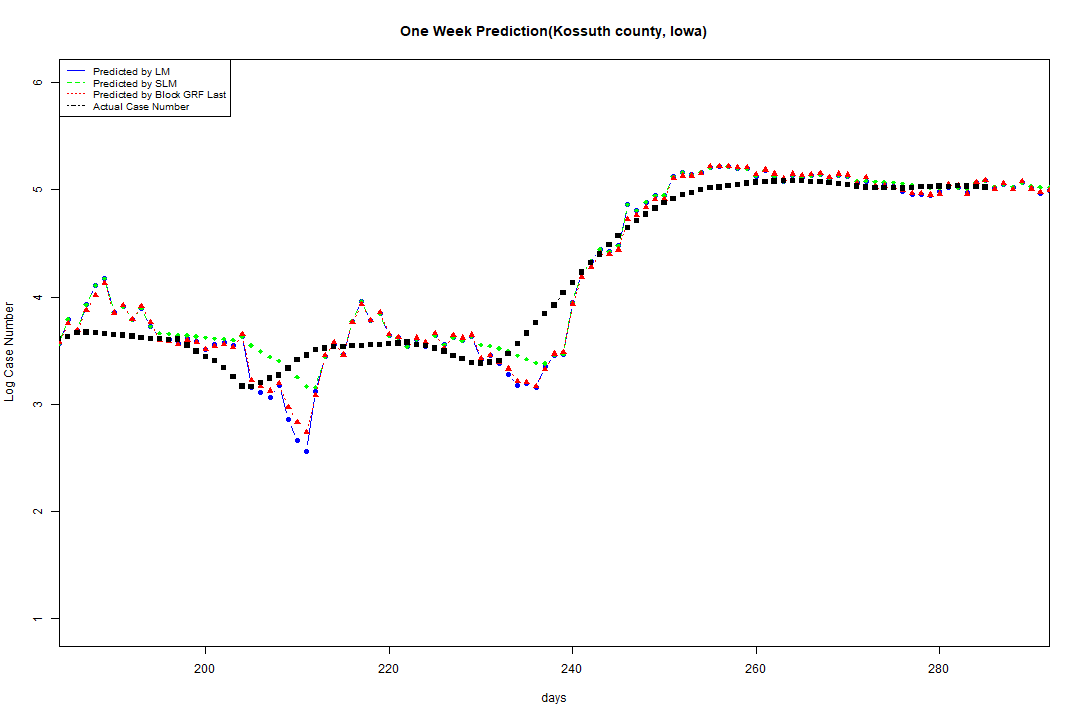 One Week Prediction(Kossuth county, Iowa)
Predicted by LM
Predicted by SLM
Predicted by Block GRF Last
Actual Case Number
6
5
4
3
2
1
Log Case Number
200 220 240 260 280
days